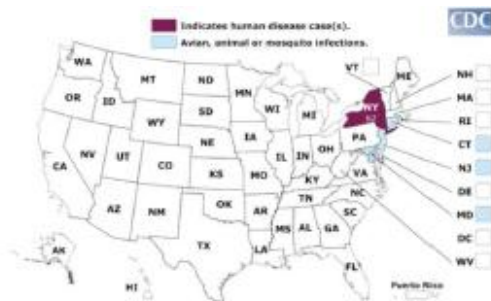 Indicates human disease case(s).
Avian, animal or mosquito infections.
CDC
WA
MT
ND
MN
VT
ME
NH
OR
ID
SD
WI
MI
NY
MA
WY
RI
NE
IA
PA
CT
NV
UT
CO
IL
IN
OH
NJ
CA
KS
MO
KY
VA
DE
NC
MD
AZ
NM
OK
AR
TN
SC
DC
TX
LA
MS
AL
GA
WV
AK
HI
FL
Puerto Rico